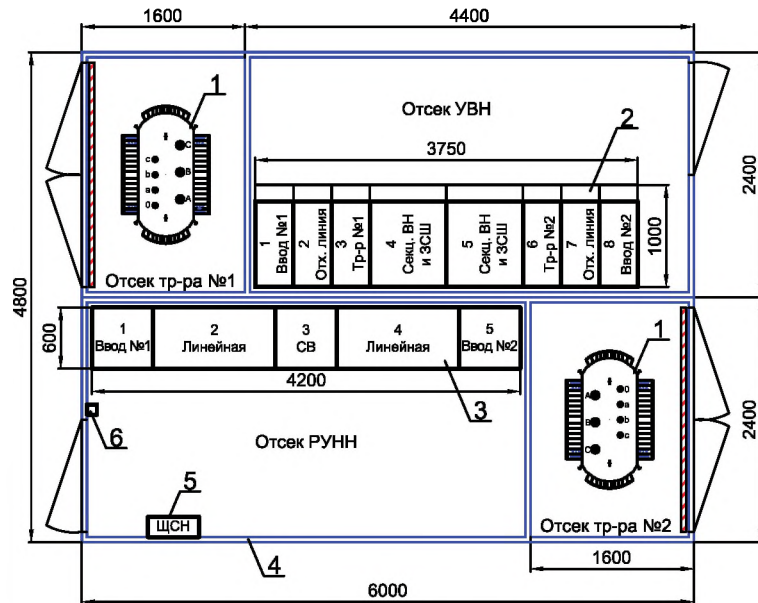 1600
4400
1
C
B
A
c
b
a
0
Отсек тр-ра №1
Отсек УВН
2
3750
1
Ввод №1
2
Отх. линия
3
Тр-р №1
4
Секц. ВН
и ЗСШ
5
Секц. ВН
и ЗСШ
6
Тр-р №2
7
Отх. линия
8
Ввод №2
1000
2400
4800
600
1
Ввод №1
2
Линейная
3
СВ
4
Линейная
5
Ввод №2
4200
3
6
Отсек РУНН
5
ЩСН
4
1
A
B
C
0
a
b
c
Отсек тр-ра №2
2400
1600
6000